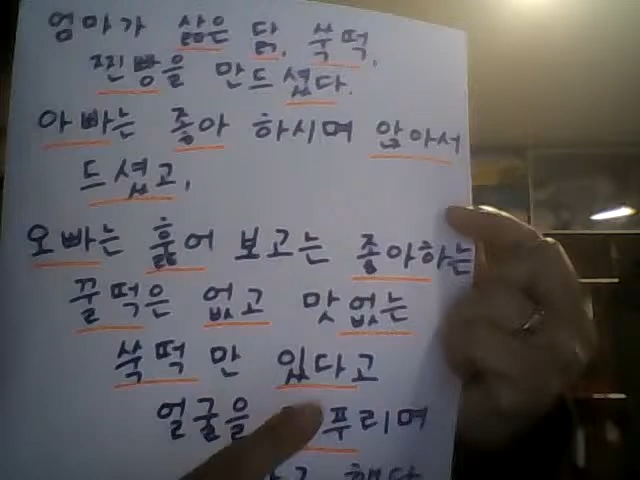 엄마가 삶은 닭, 쑥떡,
찐빵을 만드셨다.
아빠는 좋아 하시며 앉아서
드셨고,
오빠는 훑어 보고는 좋아하는
꿀떡은 없고 맛없는
쑥떡만 있다고
얼굴을 푸리며
했다